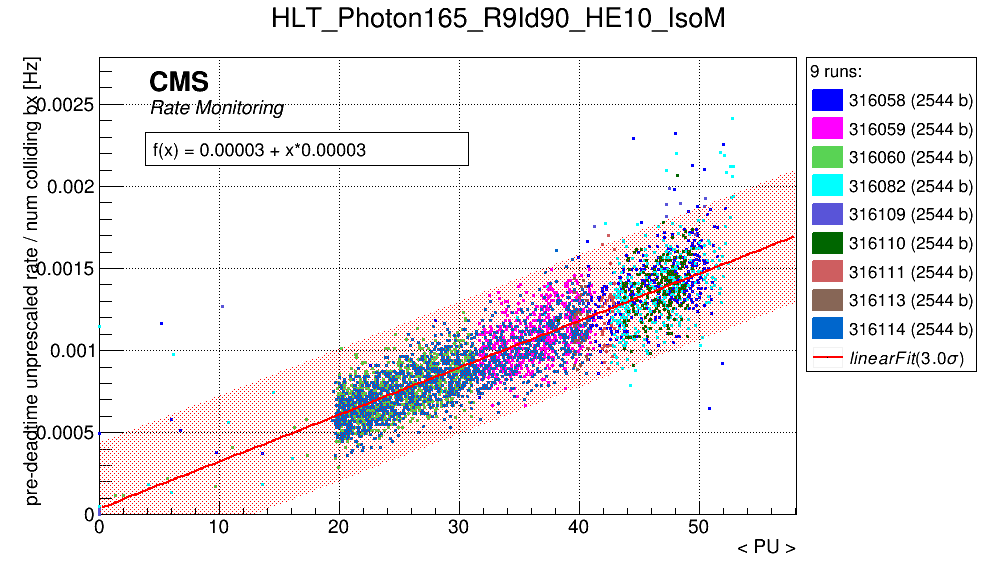 HLT_Photon165_R9Id90_HE10_IsoM
pre-deadtime unprescaled rate / num colliding bx [Hz]
CMS
Rate Monitoring
f(x) = 0.00003 + x*0.00003
0.0025
0.002
0.0015
0.001
0.0005
0
0 10 20 30 40 50
< PU >
9 runs:
316058 (2544 b)
316059 (2544 b)
316060 (2544 b)
316082 (2544 b)
316109 (2544 b)
316110 (2544 b)
316111 (2544 b)
316113 (2544 b)
316114 (2544 b)
linearFit(3.0σ)